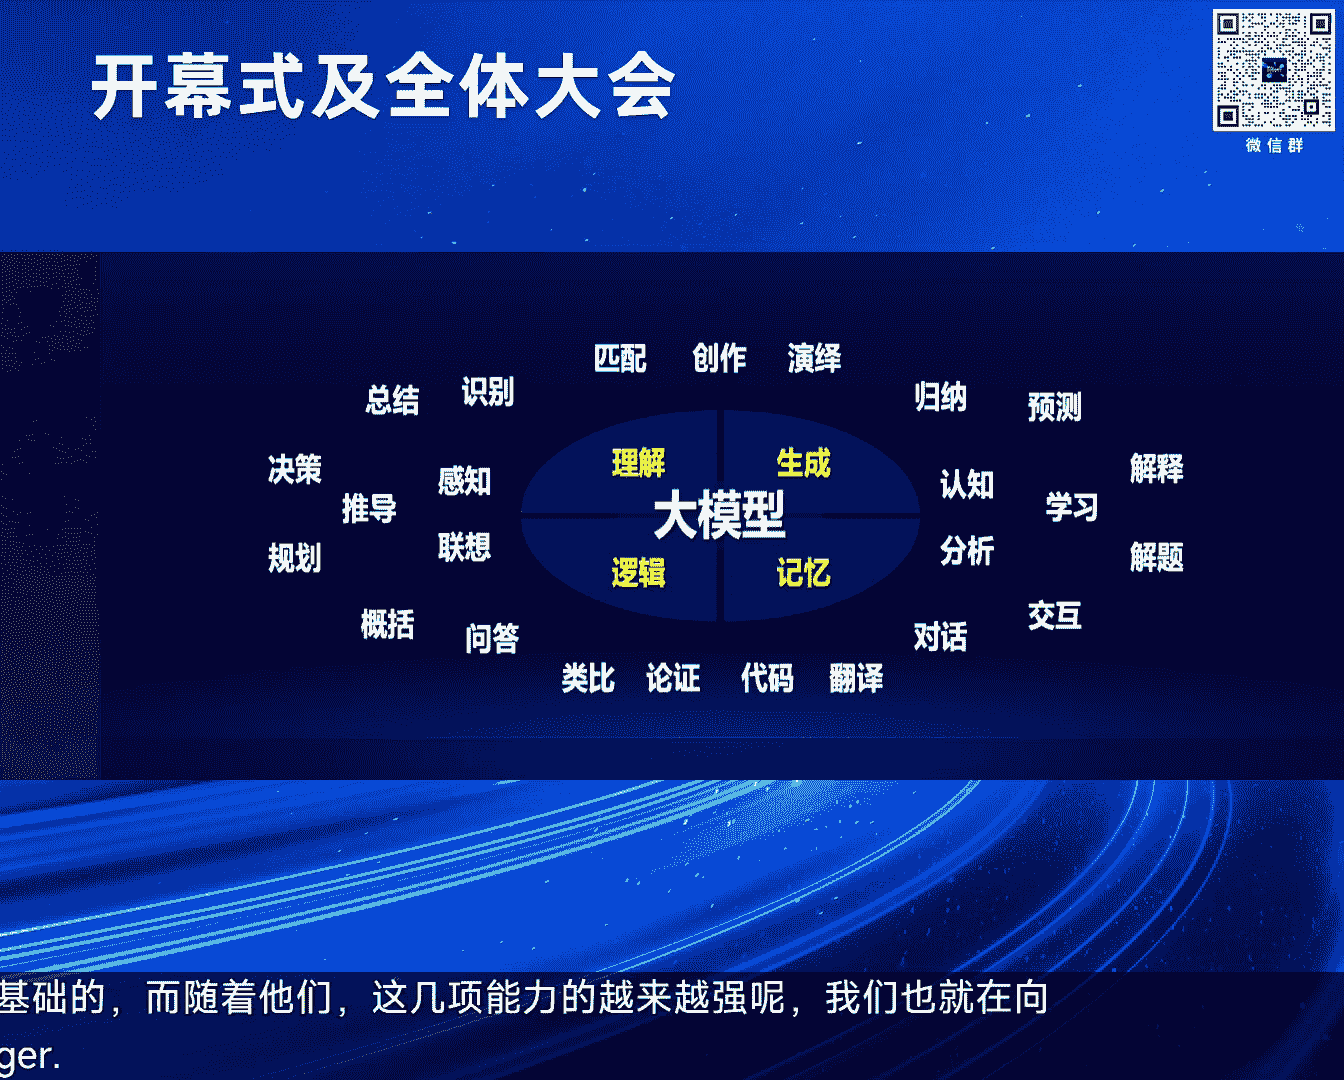 开幕式及全体大会
微信群
匹配 创作 演绎
总结 识别 归纳 预测
决策 感知 理解 生成 认知 解释
推导 大模型 学习
规划 联想 逻辑 记忆 分析 解题
概括 问答 对话 交互
类比 论证 代码 翻译
基础的，而随着他们，这几项能力的越来越强呢，我们也就在向
ger.